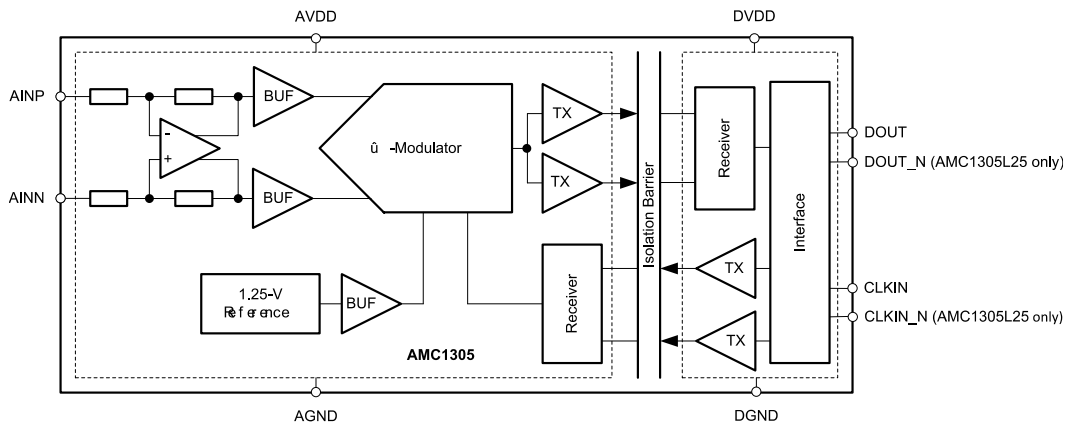 AVDD
DVDD
AINP
BUF
TX
DOUT
-
û -Modulator
Receiver
+
DOUT_N (AMC1305L25 only)
TX
AINN
BUF
Isolation Barrier
Interface
TX
1.25-V
Reference
BUF
Receiver
CLKIN
CLKIN_N (AMC1305L25 only)
TX
AMC1305
AGND
DGND